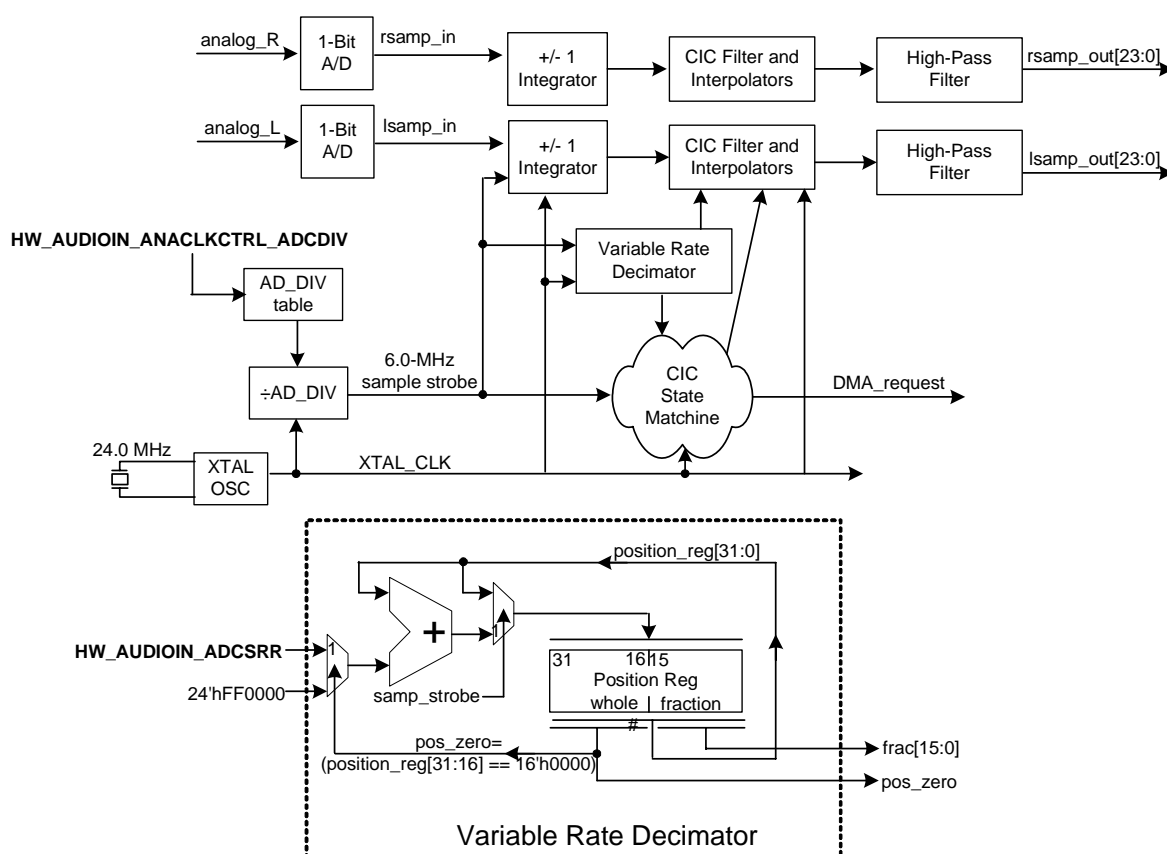 analog_R
1-Bit
A/D
rsamp_in
+/- 1
Integrator
CIC Filter and
Interpolators
High-Pass
Filter
rsamp_out[23:0]
analog_L
1-Bit
A/D
lsamp_in
+/- 1
Integrator
CIC Filter and
Interpolators
High-Pass
Filter
lsamp_out[23:0]
HW_AUDIOIN_ANACLKCTRL_ADCDIV
Variable Rate
Decimator
AD_DIV
table
6.0-MHz
sample strobe
÷AD_DIV
CIC
State
Matchine
DMA_request
24.0 MHz
XTAL
OSC
XTAL_CLK
position_reg[31:0]
+
1
HW_AUDIOIN_ADCSRR
1
24'hFF0000
samp_strobe
31
16
15
Position Reg
whole
fraction
#
pos_zero=
(position_reg[31:16] == 16'h0000)
frac[15:0]
pos_zero
Variable Rate Decimator